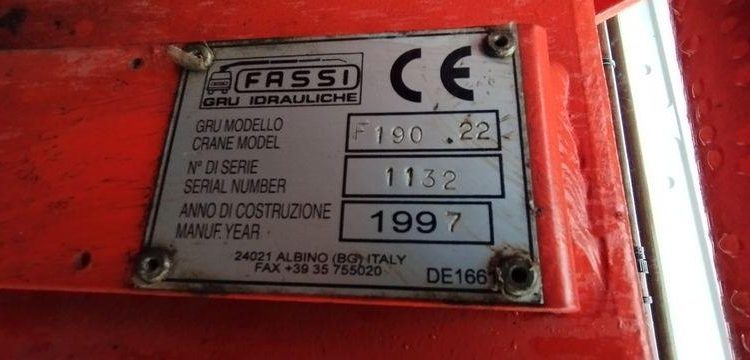 FASSI
GRU IDRAULICHE
CE
GRU MODELLO
CRANE MODEL
F190 .22
N° DI SERIE
SERIAL NUMBER
1132
ANNO DI COSTRUZIONE
MANUF. YEAR
1997
24021 ALBINO (BG) ITALY
FAX +39 35 755020
DE1661